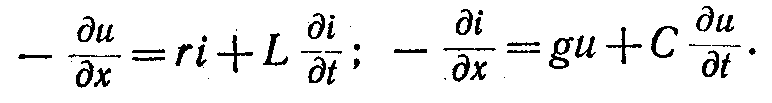 − ∂u/∂x = ri + L ∂i/∂t; − ∂i/∂x = gu + C ∂u/∂t.